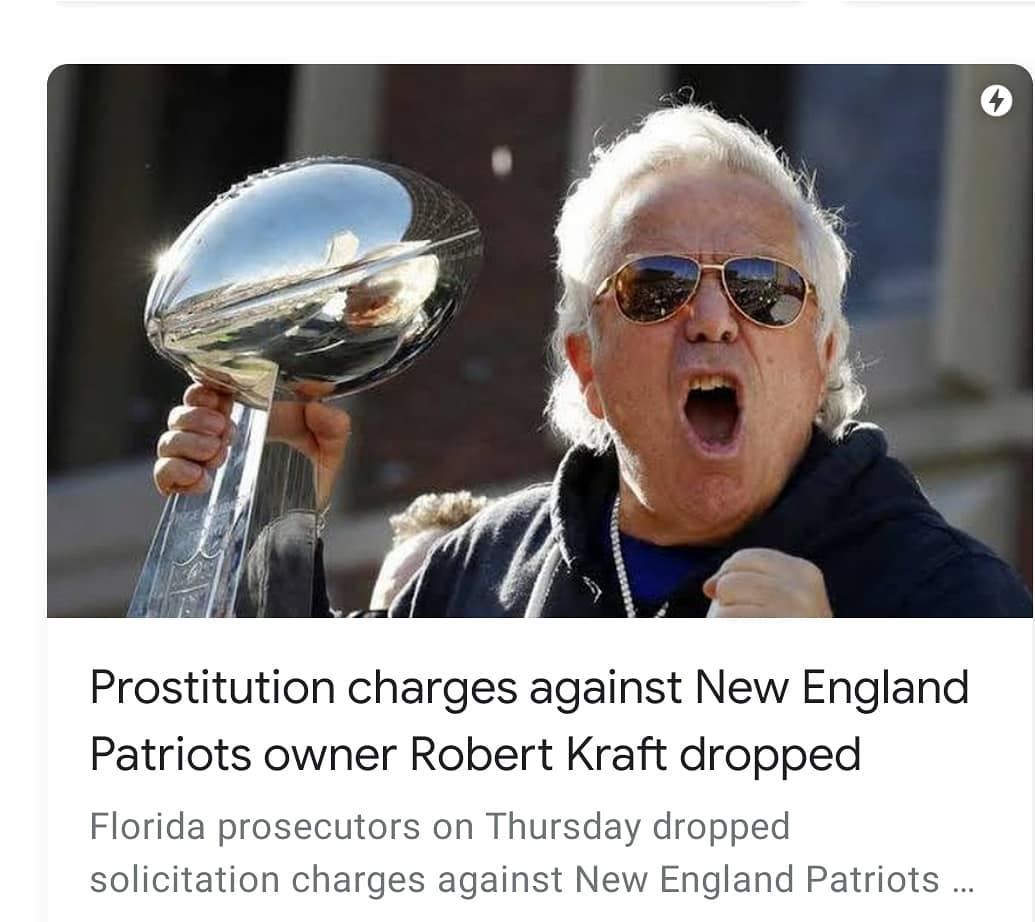 Prostitution charges against New England
Patriots owner Robert Kraft dropped
Florida prosecutors on Thursday dropped
solicitation charges against New England Patriots ...